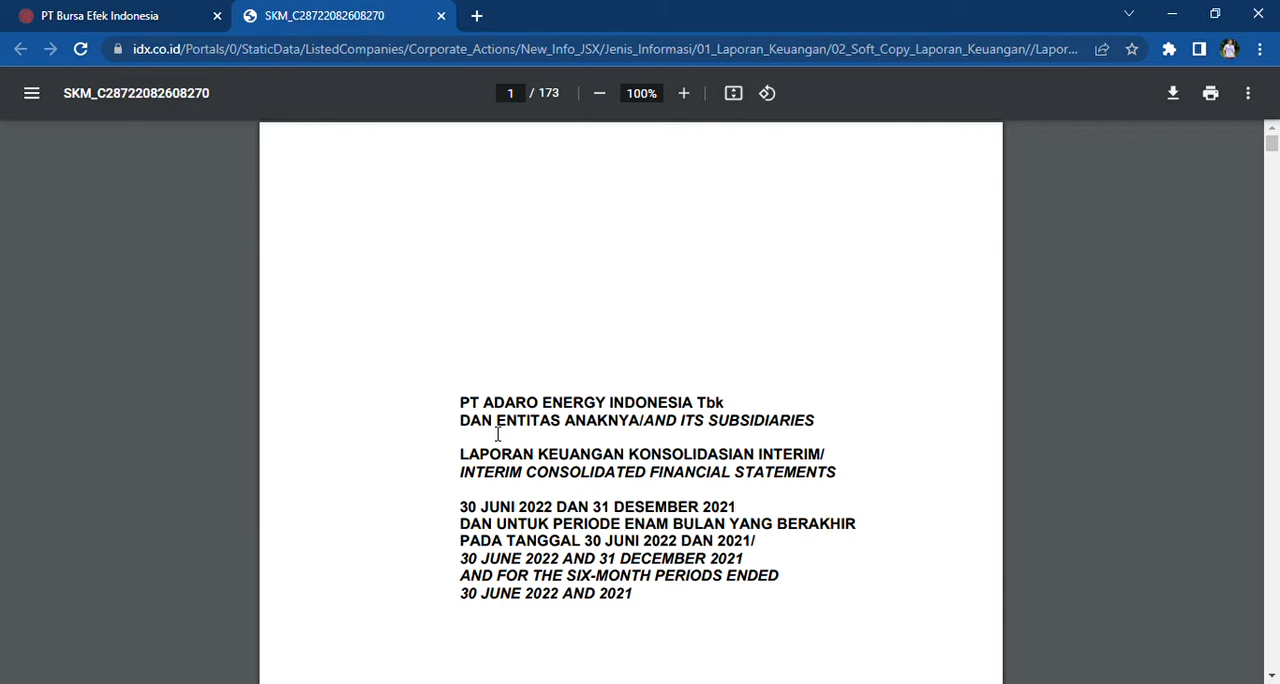 PT Bursa Efek Indonesia
SKM_C28722082608270
idx.co.id/Portals/0/StaticData/ListedCompanies/Corporate_Actions/New_Info_JSX/Jenis_Informasi/01_Laporan_Keuangan/02_Soft_Copy_Laporan_Keuangan//Lapor...
SKM_C28722082608270
1 / 173
100%
PT ADARO ENERGY INDONESIA Tbk
DAN ENTITAS ANAKNYA/AND ITS SUBSIDIARIES
LAPORAN KEUANGAN KONSOLIDASIAN INTERIM/
INTERIM CONSOLIDATED FINANCIAL STATEMENTS
30 JUNI 2022 DAN 31 DESEMBER 2021
DAN UNTUK PERIODE ENAM BULAN YANG BERAKHIR
PADA TANGGAL 30 JUNI 2022 DAN 2021/
30 JUNE 2022 AND 31 DECEMBER 2021
AND FOR THE SIX-MONTH PERIODS ENDED
30 JUNE 2022 AND 2021